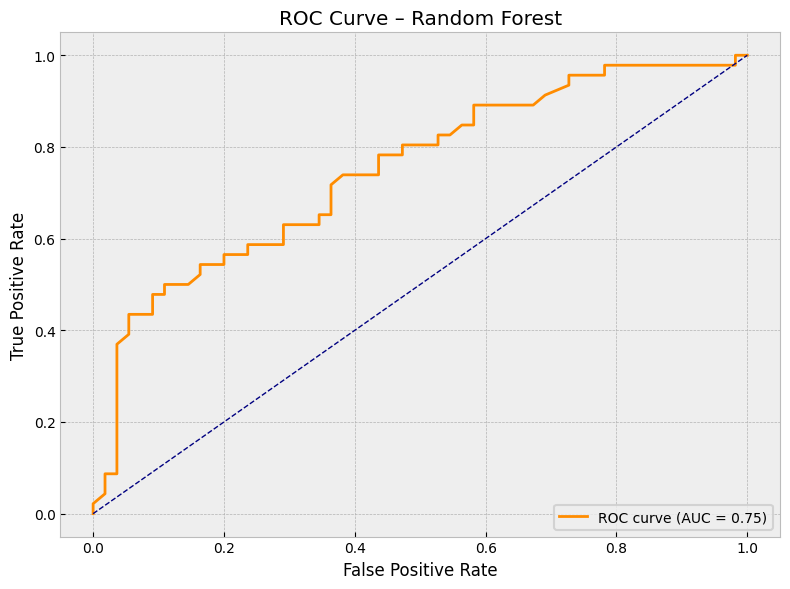 ROC Curve – Random Forest
1.0
0.8
0.6
0.4
0.2
0.0
True Positive Rate
0.0 0.2 0.4 0.6 0.8 1.0
False Positive Rate
ROC curve (AUC = 0.75)